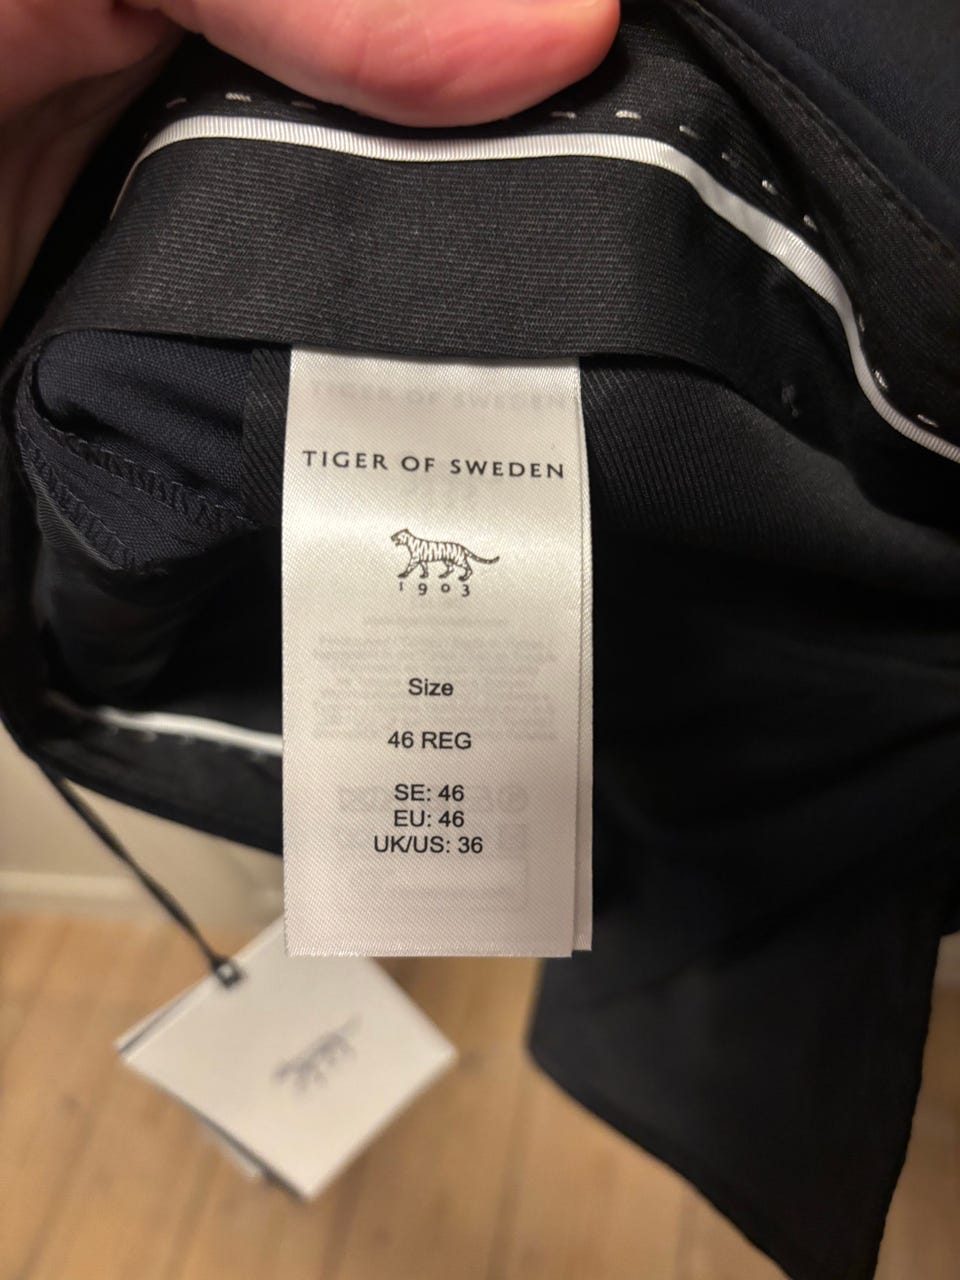 TIGER OF SWEDEN
1903
Size
46 REG
SE: 46
EU: 46
UK/US: 36